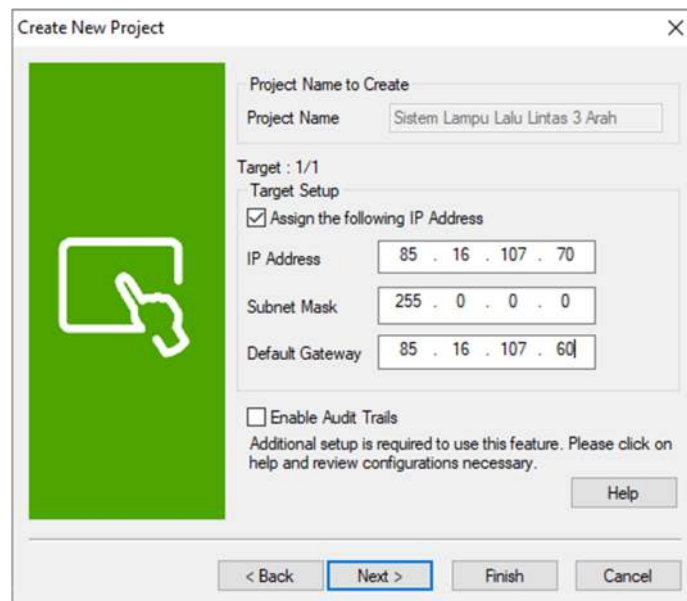 Create New Project
Project Name to Create
Project Name Sistem Lampu Lalu Lintas 3 Arah
Target : 1/1
Target Setup
Assign the following IP Address
IP Address 85 . 16 . 107 . 70
Subnet Mask 255 . 0 . 0 . 0
Default Gateway 85 . 16 . 107 . 60
Enable Audit Trails
Additional setup is required to use this feature. Please click on
help and review configurations necessary.
Help
< Back Next > Finish Cancel